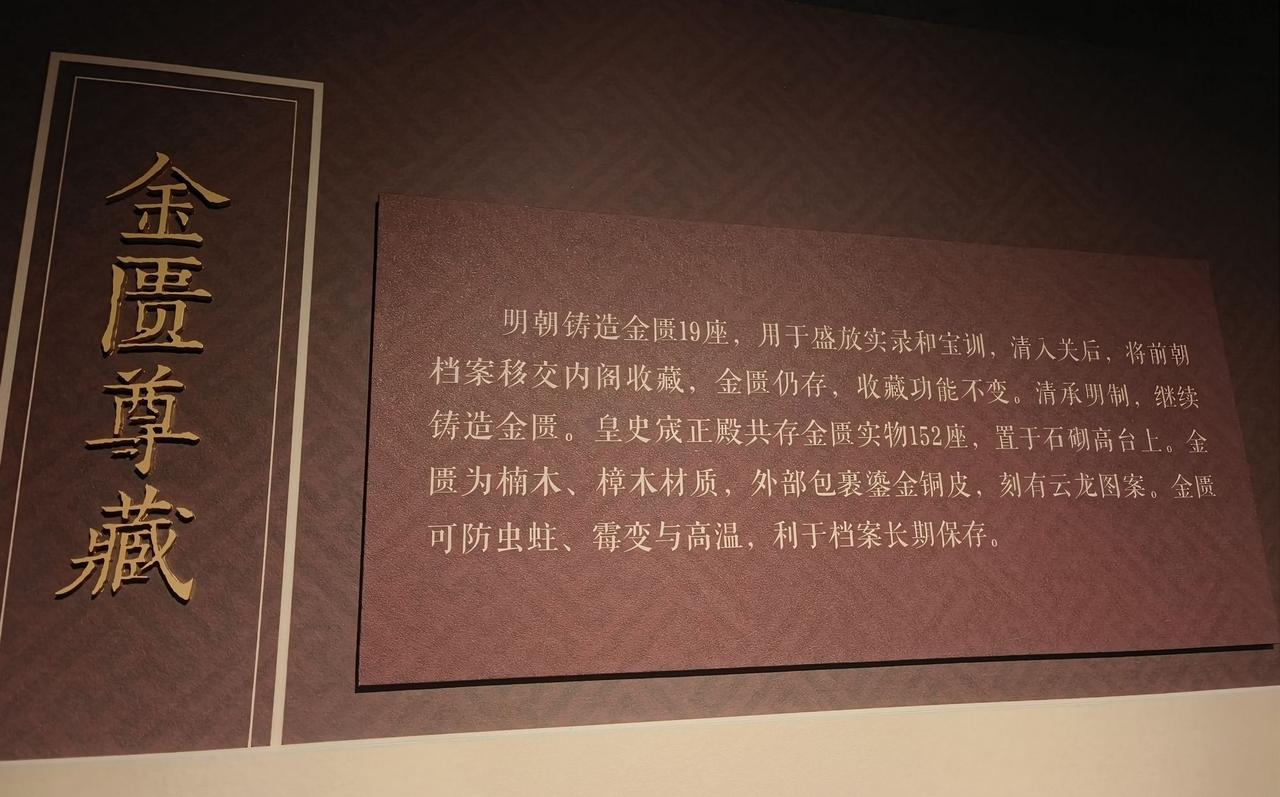 金匮尊藏
明朝铸造金匮19座，用于盛放实录和宝训，清入关后，将前朝
档案移交内阁收藏，金匮仍存，收藏功能不变。清承明制，继续
铸造金匮。皇史宬正殿共存金匮实物152座，置于石砌高台上。金
匮为楠木、樟木材质，外部包裹鎏金铜皮，刻有云龙图案。金匮
可防虫蛀、霉变与高温，利于档案长期保存。